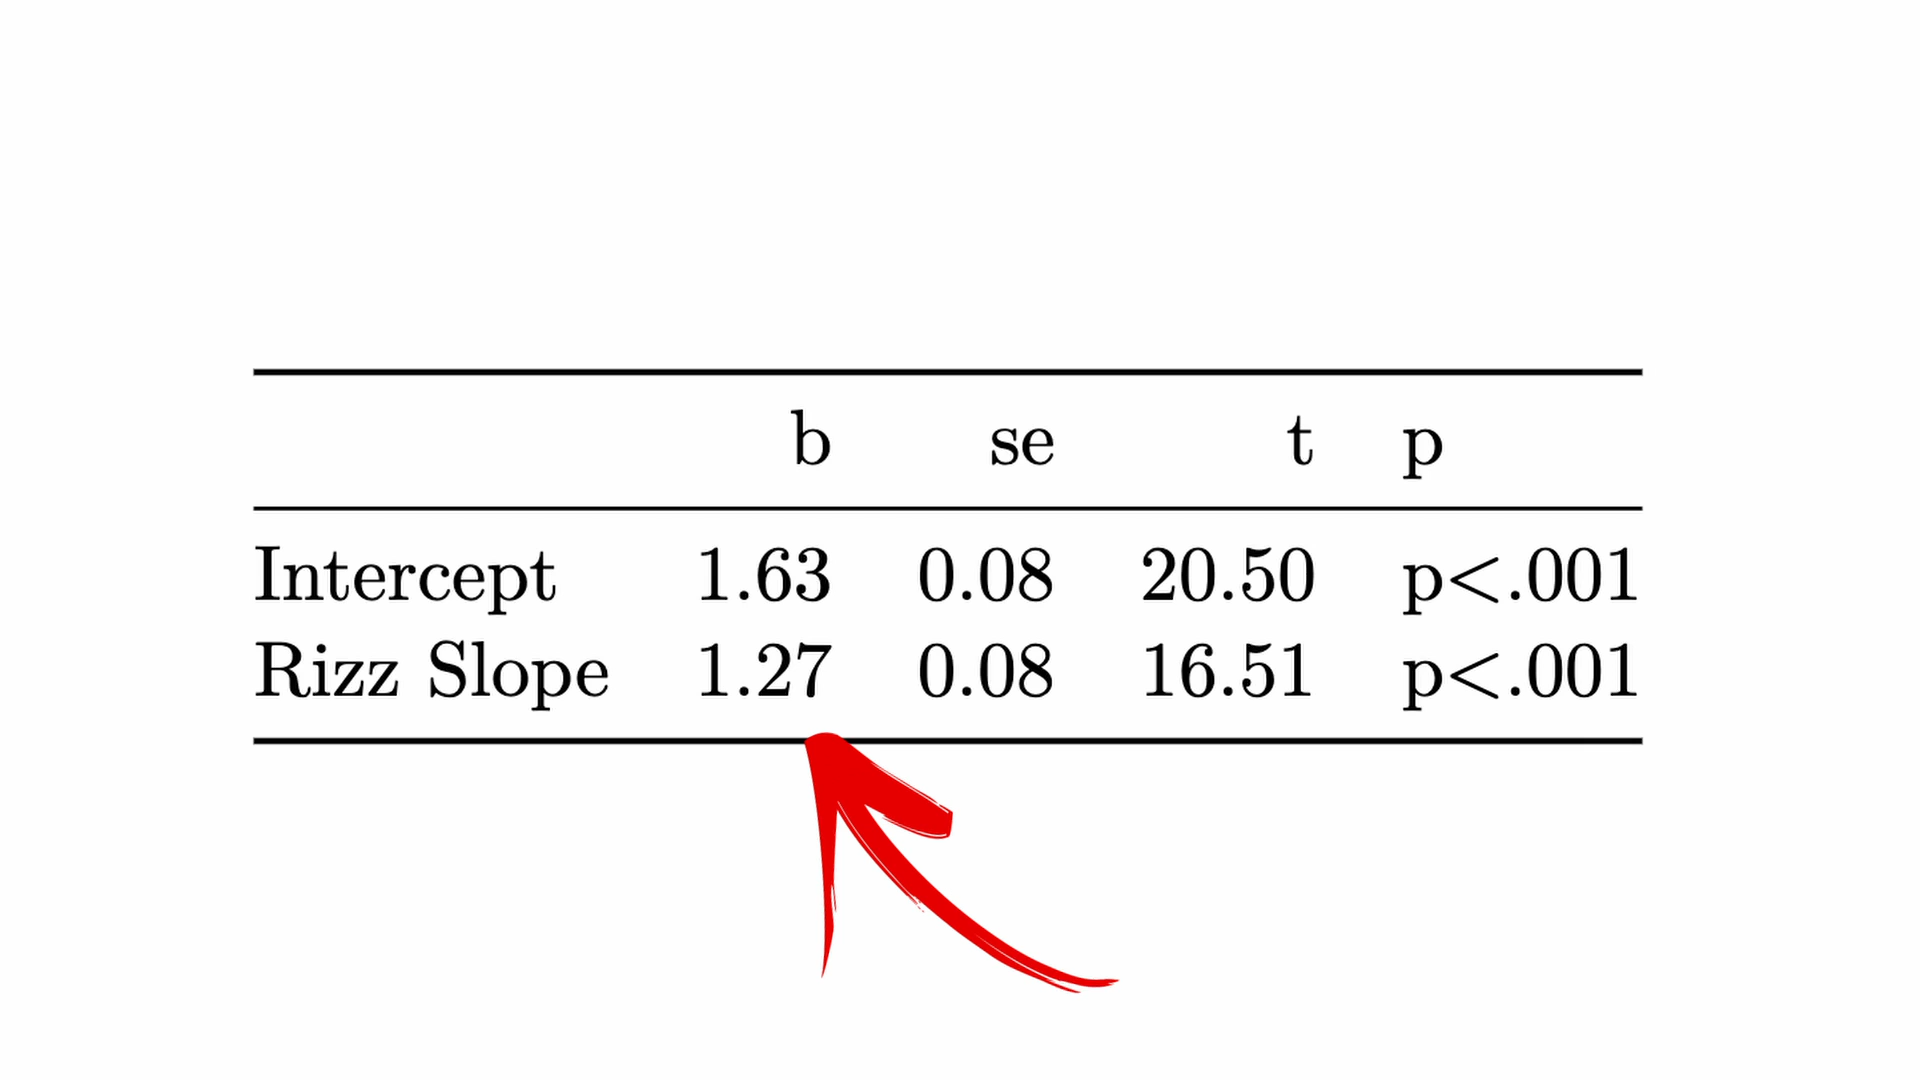 b se t p
Intercept 1.63 0.08 20.50 p<.001
Rizz Slope 1.27 0.08 16.51 p<.001